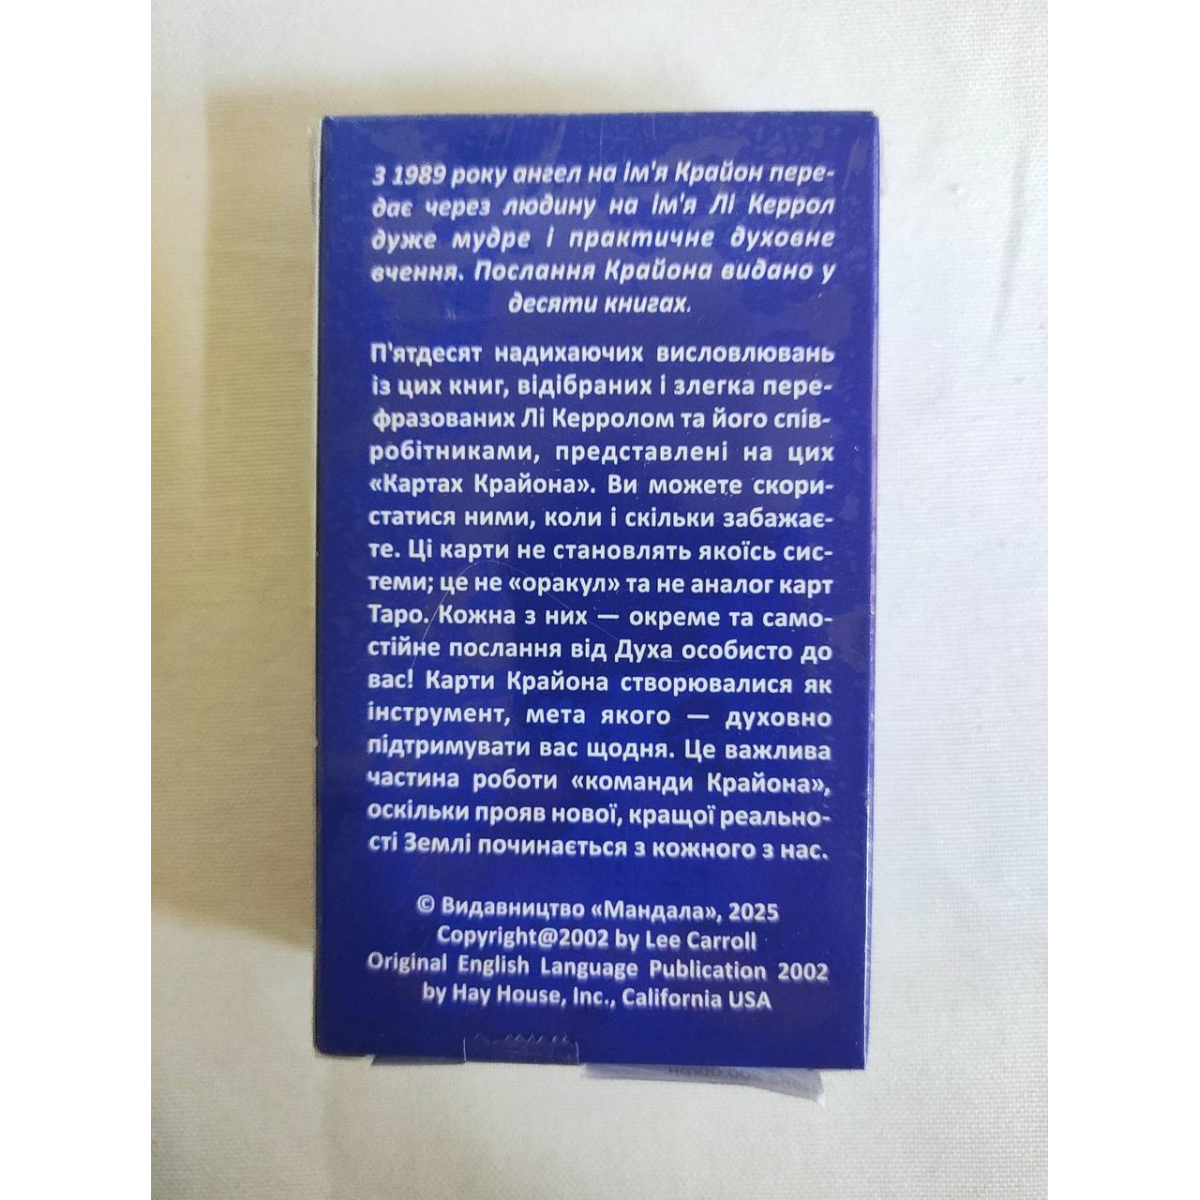 З 1989 року ангел на ім'я Крайон пере-
дає через людину на ім'я Лі Керрол
дуже мудре і практичне духовне
вчення. Послання Крайона видано у
десяти книгах.
П'ятдесят надихаючих висловлювань
із цих книг, відібраних і злегка пере-
фразованих Лі Керролом та його спів-
робітниками, представлені на цих
«Картах Крайона». Ви можете скори-
статися ними, коли і скільки забажає-
те. Ці карти не становлять якоїсь сис-
теми; це не «оракул» та не аналог карт
Таро. Кожна з них — окреме та само-
стійне послання від Духа особисто до
вас! Карти Крайона створювалися як
інструмент, мета якого — духовно
підтримувати вас щодня. Це важлива
частина роботи «команди Крайона»,
оскільки прояв нової, кращої реально-
сті Землі починається з кожного з нас.
© Видавництво «Мандала», 2025
Copyright@2002 by Lee Carroll
Original English Language Publication 2002
by Hay House, Inc., California USA